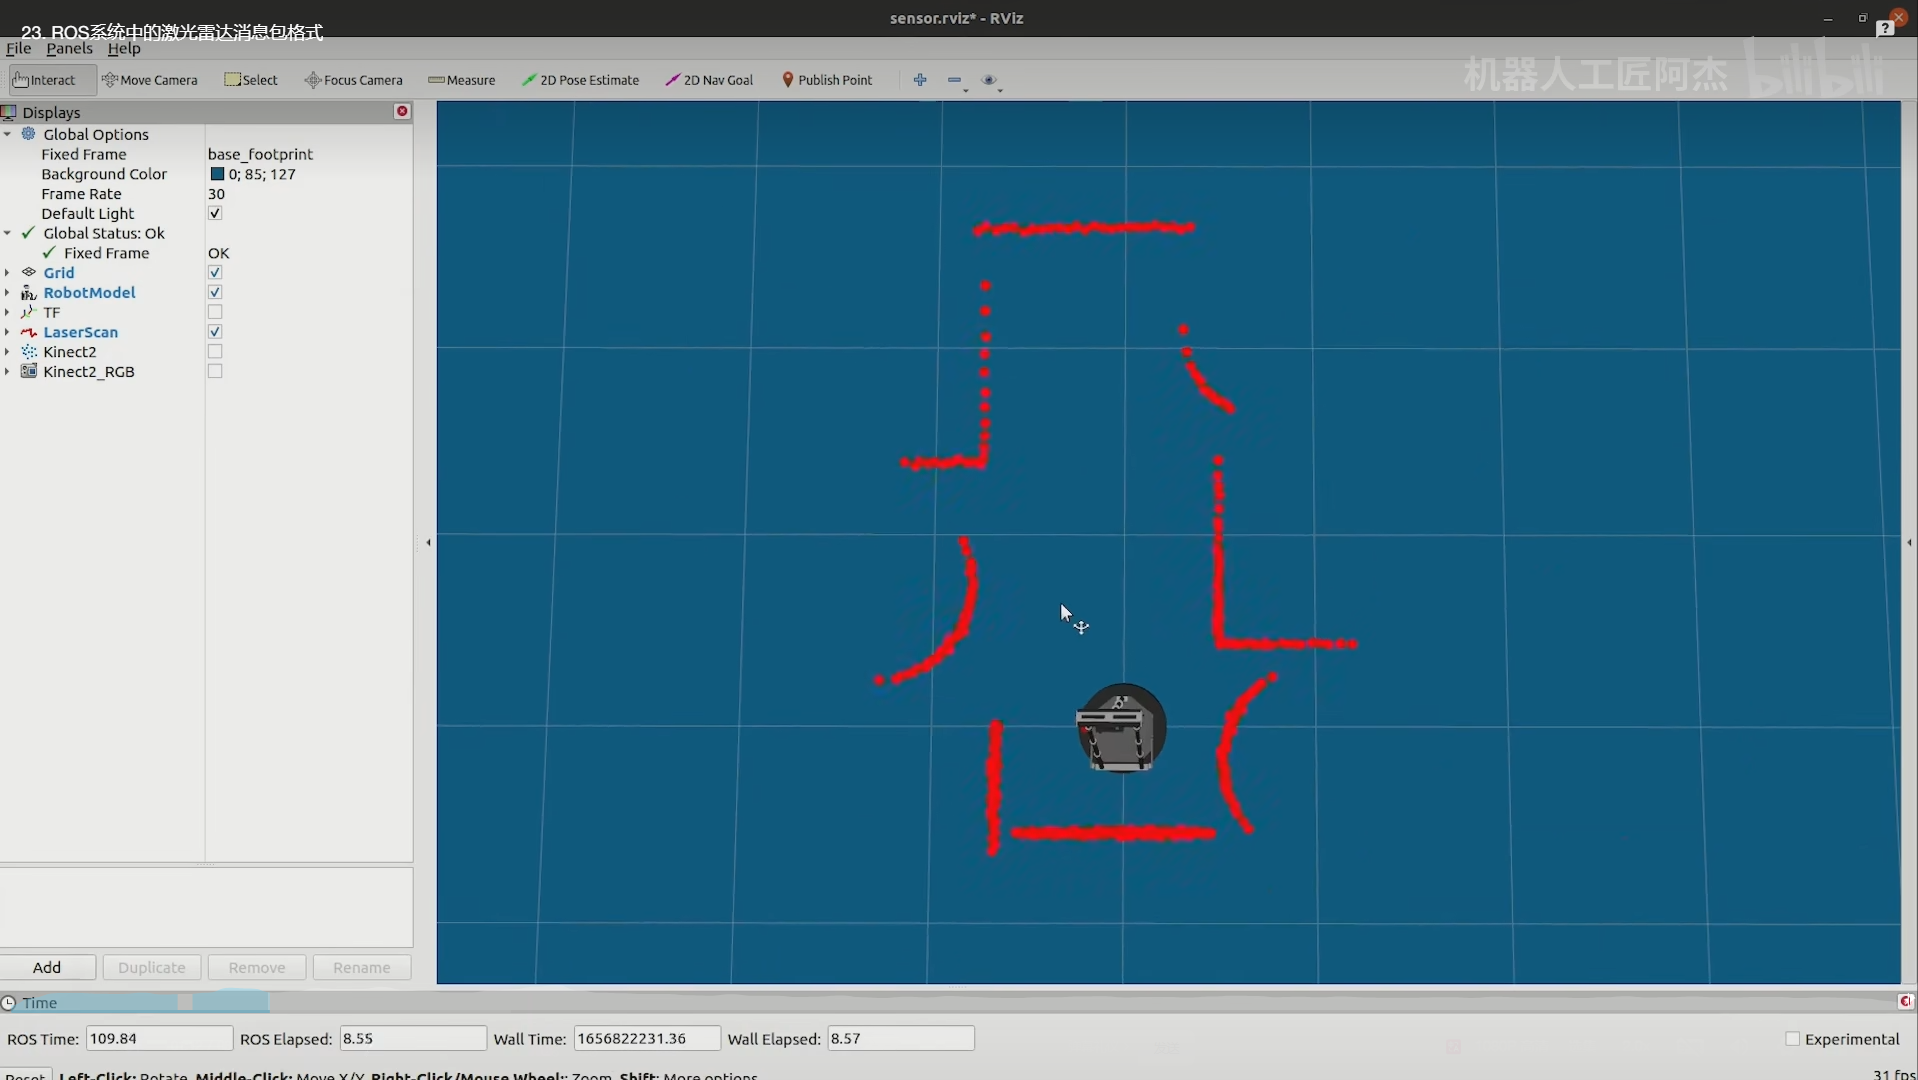 sensor.rviz* - RViz
23. ROS系统中的激光雷达消息包格式
File Panels Help
机器人工匠阿杰 bilibili
Interact Move Camera Select Focus Camera Measure 2D Pose Estimate 2D Nav Goal Publish Point
Displays
Global Options
Fixed Frame base_footprint
Background Color 0; 85; 127
Frame Rate 30
Default Light
Global Status: Ok
Fixed Frame OK
Grid
RobotModel
TF
LaserScan
Kinect2
Kinect2_RGB
Add Duplicate Remove Rename
Time
ROS Time: 109.84 ROS Elapsed: 8.55 Wall Time: 1656822231.36 Wall Elapsed: 8.57 Experimental
Reset Left-Click: Rotate. Middle-Click: Move X/Y. Right-Click/Mouse Wheel:: Zoom. Shift: More options. 31 fps